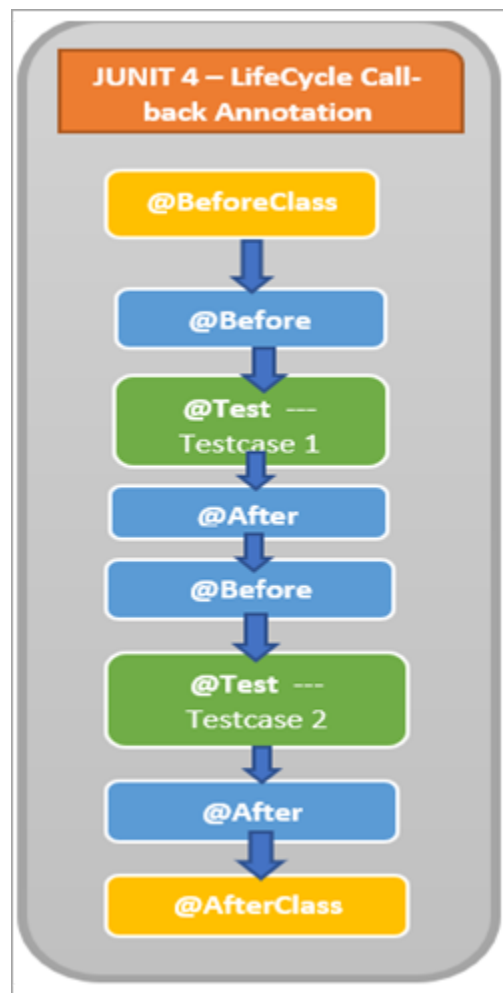 JUNIT 4 – LifeCycle Call-
back Annotation
@BeforeClass
@Before
@Test ---
Testcase 1
@After
@Before
@Test ---
Testcase 2
@After
@AfterClass